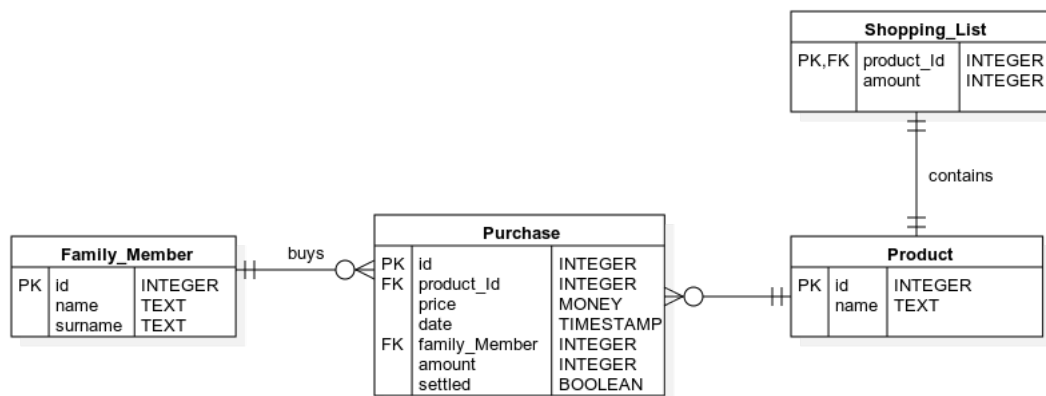 Shopping_List
PK,FK product_Id INTEGER
amount INTEGER
contains
Family_Member
PK id INTEGER
name TEXT
surname TEXT
buys
Purchase
PK id INTEGER
FK product_Id INTEGER
price MONEY
date TIMESTAMP
FK family_Member INTEGER
amount INTEGER
settled BOOLEAN
Product
PK id INTEGER
name TEXT